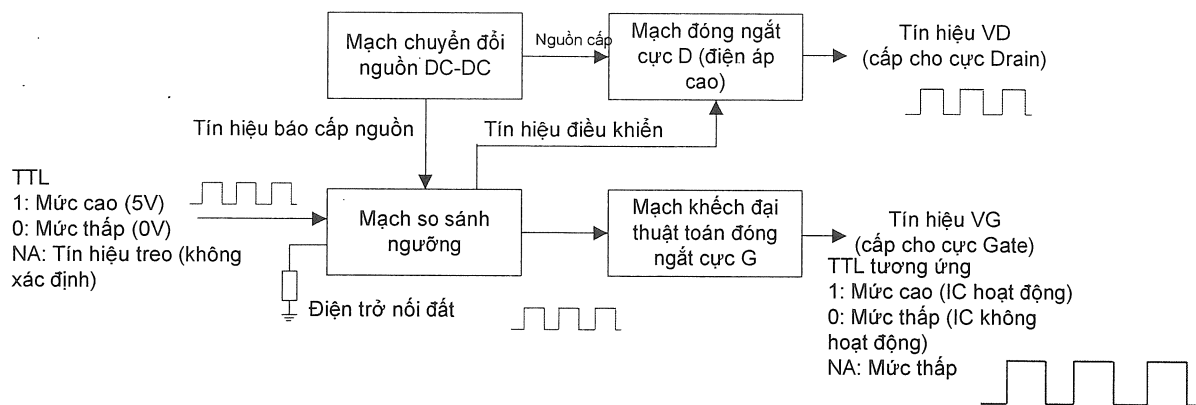 Mạch chuyển đổi
nguồn DC-DC
Nguồn cấp
Mạch đóng ngắt
cực D (điện áp
cao)
Tín hiệu VD
(cấp cho cực Drain)
Tín hiệu báo cấp nguồn
Tín hiệu điều khiển
TTL
1: Mức cao (5V)
0: Mức thấp (0V)
NA: Tín hiệu treo (không
xác định)
Mạch so sánh
ngưỡng
Điện trở nối đất
Mạch khếch đại
thuật toán đóng
ngắt cực G
Tín hiệu VG
(cấp cho cực Gate)
TTL tương ứng
1: Mức cao (IC hoạt động)
0: Mức thấp (IC không
hoạt động)
NA: Mức thấp